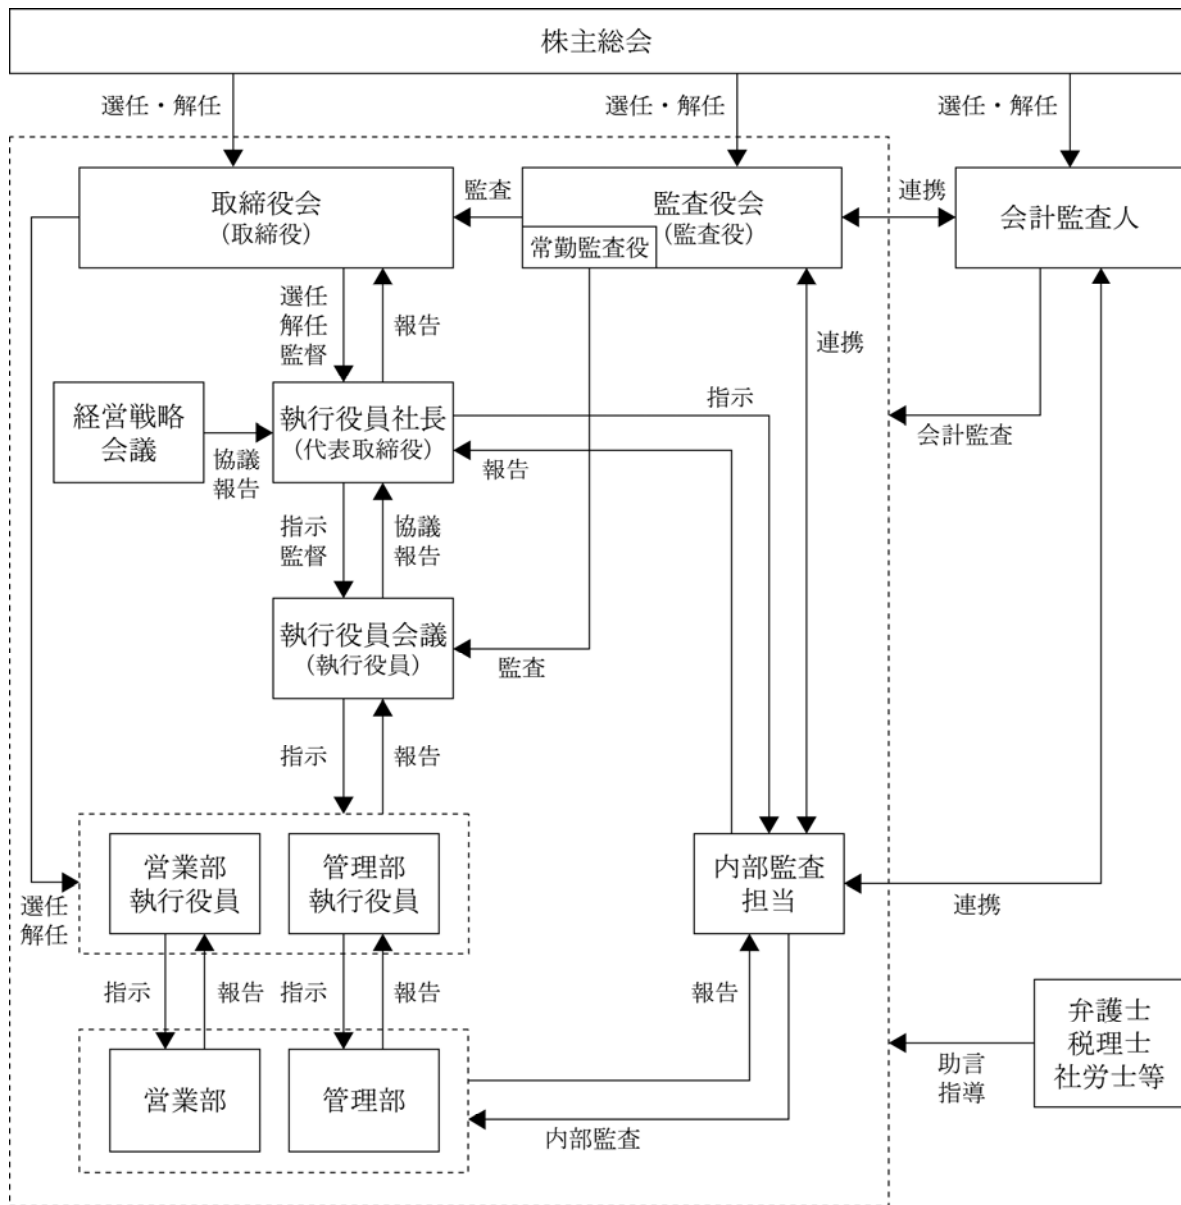 株主総会
選任・解任
選任・解任
選任・解任
取締役会
（取締役）
監査
監査役会
（監査役）
常勤監査役
連携
会計監査人
選任
解任
監督
報告
連携
経営戦略
会議
協議
報告
執行役員社長
（代表取締役）
指示
報告
会計監査
指示
監督
協議
報告
執行役員会議
（執行役員）
監査
指示
報告
営業部
執行役員
管理部
執行役員
内部監査
担当
選任
解任
連携
指示
報告
指示
報告
報告
弁護士
税理士
社労士等
助言
指導
営業部
管理部
内部監査